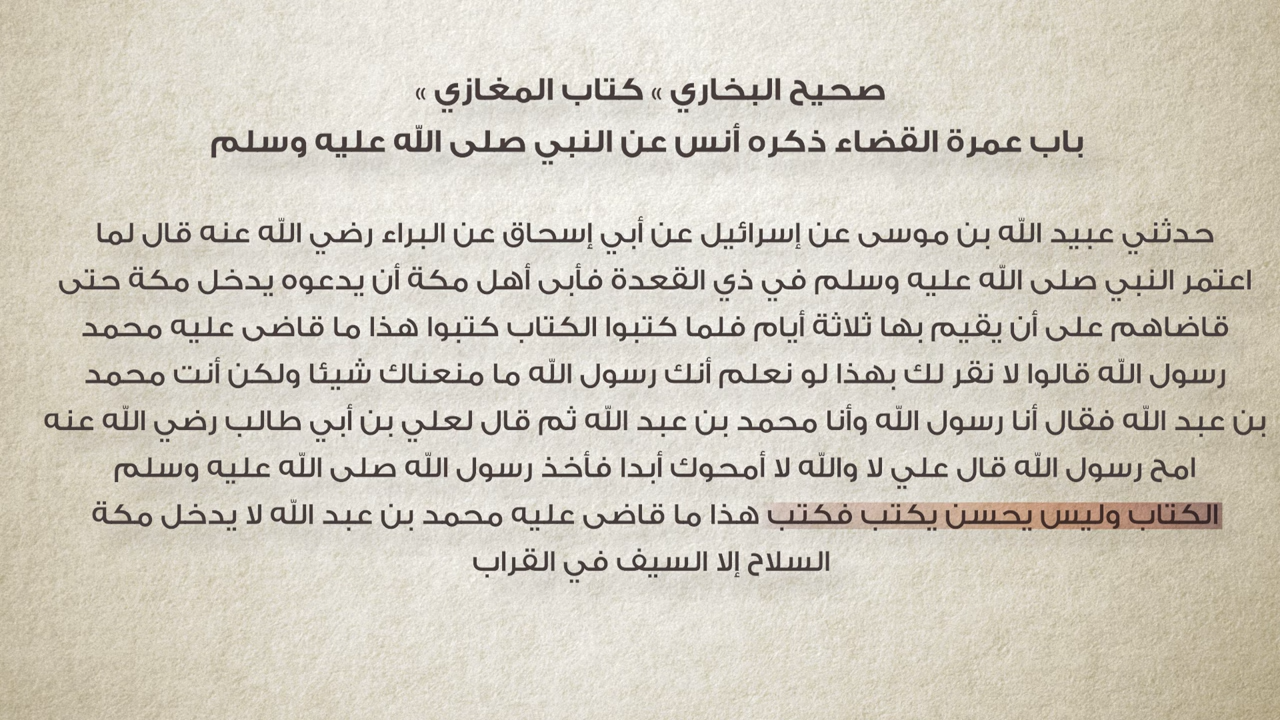 صحيح البخاري » كتاب المغازي »
باب عمرة القضاء ذكره أنس عن النبي صلى الله عليه وسلم
حدثني عبيد الله بن موسى عن إسرائيل عن أبي إسحاق عن البراء رضي الله عنه قال لما
اعتمر النبي صلى الله عليه وسلم في ذي القعدة فأبى أهل مكة أن يدعوه يدخل مكة حتى
قاضاهم على أن يقيم بها ثلاثة أيام فلما كتبوا الكتاب كتبوا هذا ما قاضى عليه محمد
رسول الله قالوا لا نقر لك بهذا لو نعلم أنك رسول الله ما منعناك شيئا ولكن أنت محمد
بن عبد الله فقال أنا رسول الله وأنا محمد بن عبد الله ثم قال لعلي بن أبي طالب رضي الله عنه
امح رسول الله قال علي لا والله لا أمحوك أبدا فأخذ رسول الله صلى الله عليه وسلم
الكتاب وليس يحسن يكتب فكتب هذا ما قاضى عليه محمد بن عبد الله لا يدخل مكة
السلاح إلا السيف في القراب